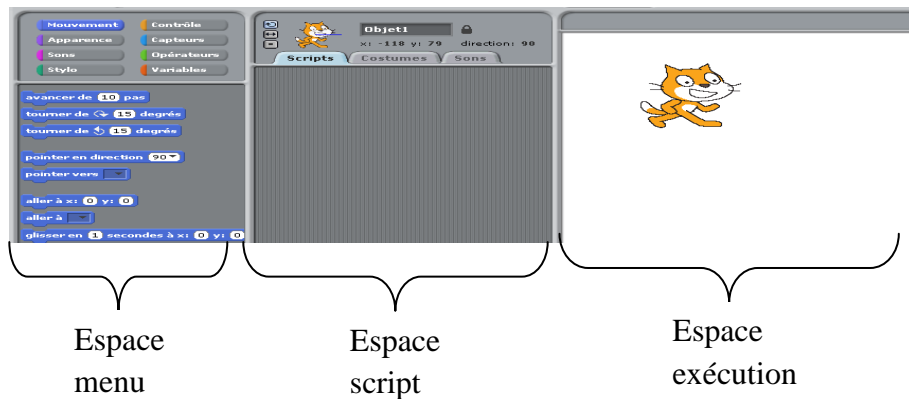 Mouvement Contrôle
Apparence Capteurs
Sons Opérateurs
Stylo Variables
avancer de 10 pas
tourner de 15 degrés
tourner de 15 degrés
pointer en direction 90
pointer vers
aller à x: 0 y: 0
aller à
glisser en 1 secondes à x: 0 y: 0
Objet1
x: -118 y: 79 direction: 90
Scripts Costumes Sons
Espace
menu
Espace
script
Espace
exécution